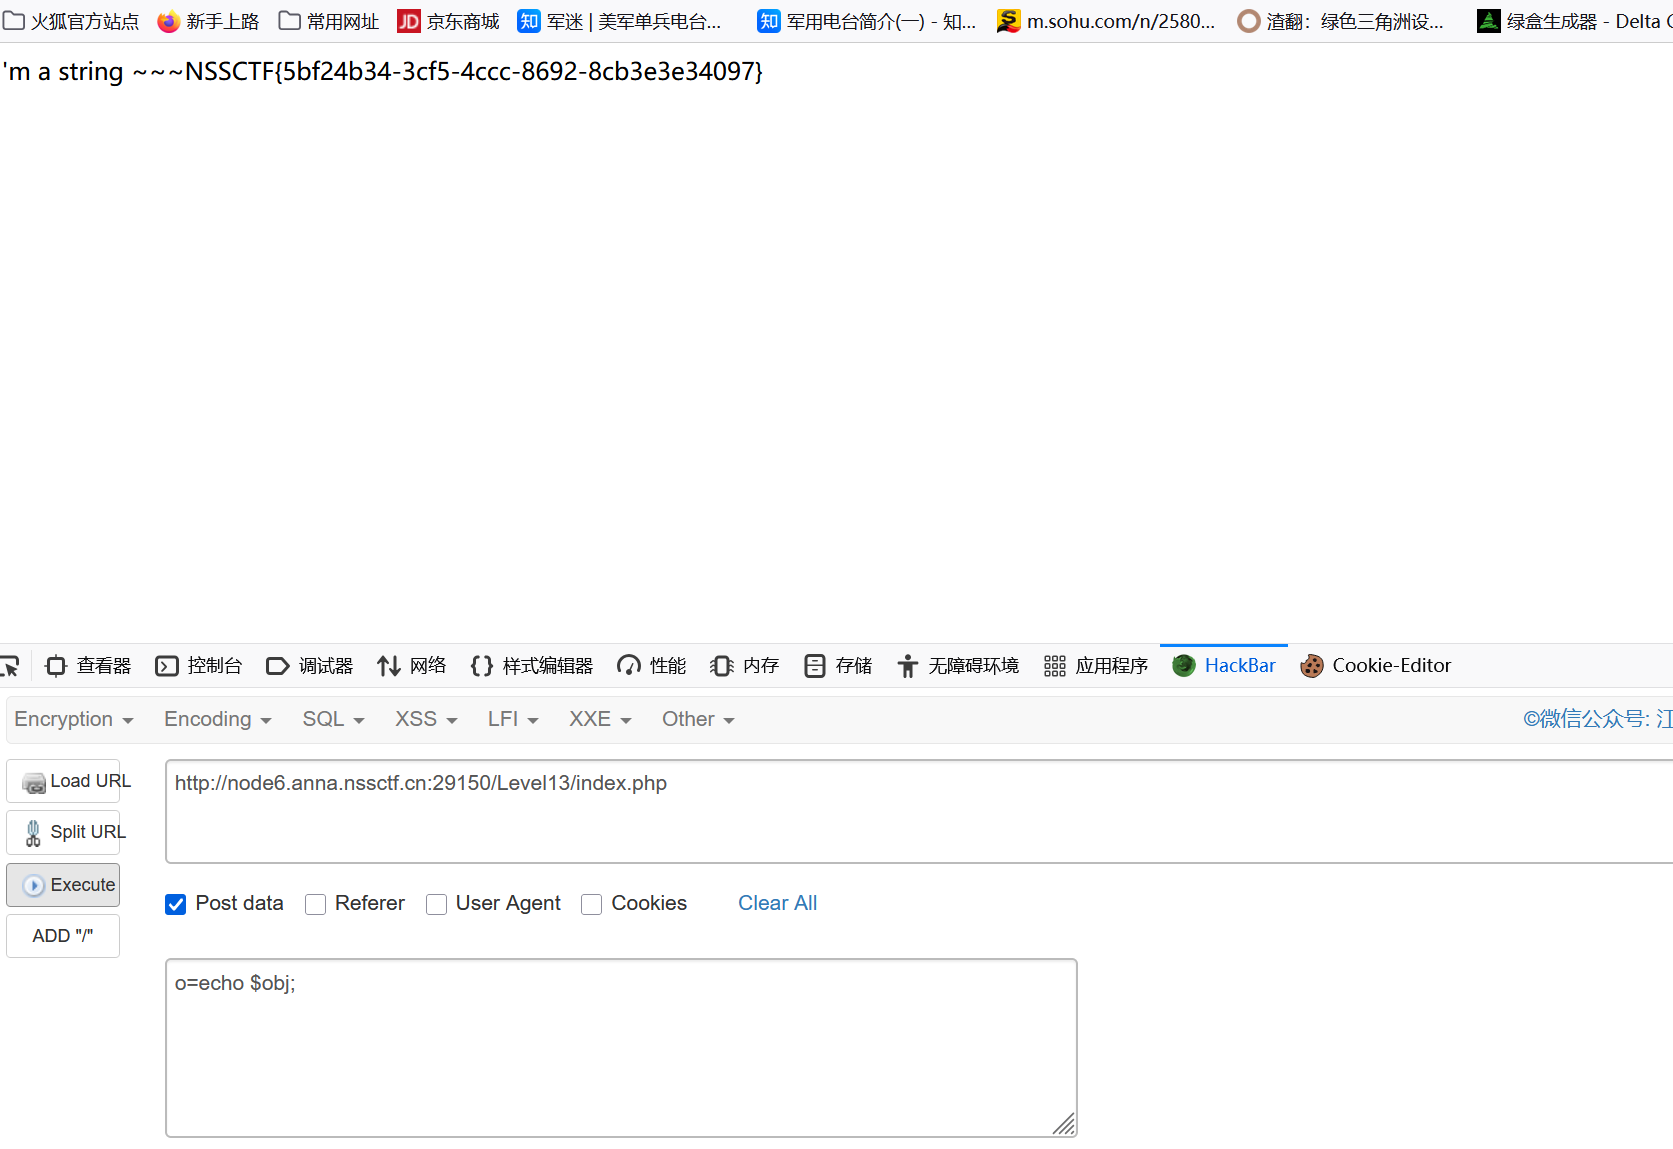 火狐官方站点 新手上路 常用网址 JD 京东商城 知 军迷 | 美军单兵电台... 知 军用电台简介(一) - 知... S m.sohu.com/n/2580... 渣翻：绿色三角洲设... 绿盒生成器 - Delta
'm a string ~~~NSSCTF{5bf24b34-3cf5-4ccc-8692-8cb3e3e34097}
查看器 控制台 调试器 网络 {} 样式编辑器 性能 内存 存储 无障碍环境 应用程序 HackBar Cookie-Editor
Encryption Encoding SQL XSS LFI XXE Other ©微信公众号: 江
Load URL http://node6.anna.nssctf.cn:29150/Level13/index.php
Split URL
Execute Post data Referer User Agent Cookies Clear All
ADD "/"
o=echo $obj;